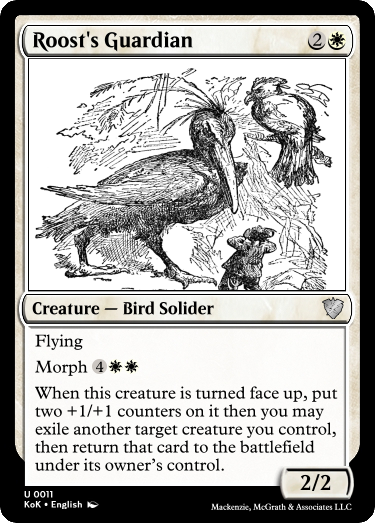 Roost's Guardian 2
Creature — Bird Solider
Flying
Morph 4
When this creature is turned face up, put
two +1/+1 counters on it then you may
exile another target creature you control,
then return that card to the battlefield
under its owner's control.
2/2
U 0011
KoK • English
Mackenzie, McGrath & Associates LLC